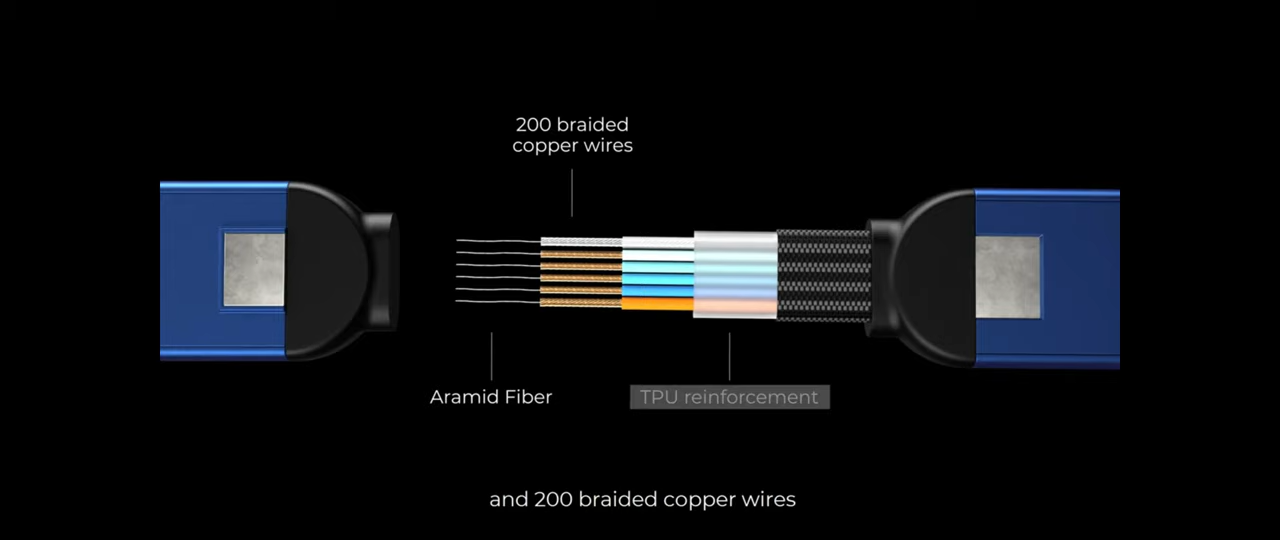 200 braided
copper wires
Aramid Fiber
TPU reinforcement
and 200 braided copper wires